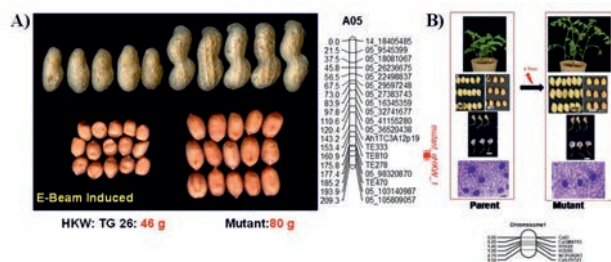 A)
E-Beam Induced
HKW: TG 26: 46 g
Mutant: 80 g
A05
0.0 14_18405485
21.5 05_9545399
37.5 05_18081067
45.8 05_26236675
56.5 05_22498837
67.5 05_29597248
73.0 05_27383743
83.9 05_16345359
97.8 05_32741677
110.6 05_41155280
120.4 05_36520438
143.2 AhTC3A12p19
153.4 TE333
160.9 TE810
175.8 TE278
177.4 05_98320870
185.2 TE470
193.9 05_103140987
209.3 05_105809057
B)
Parent
Mutant
Chromosome1